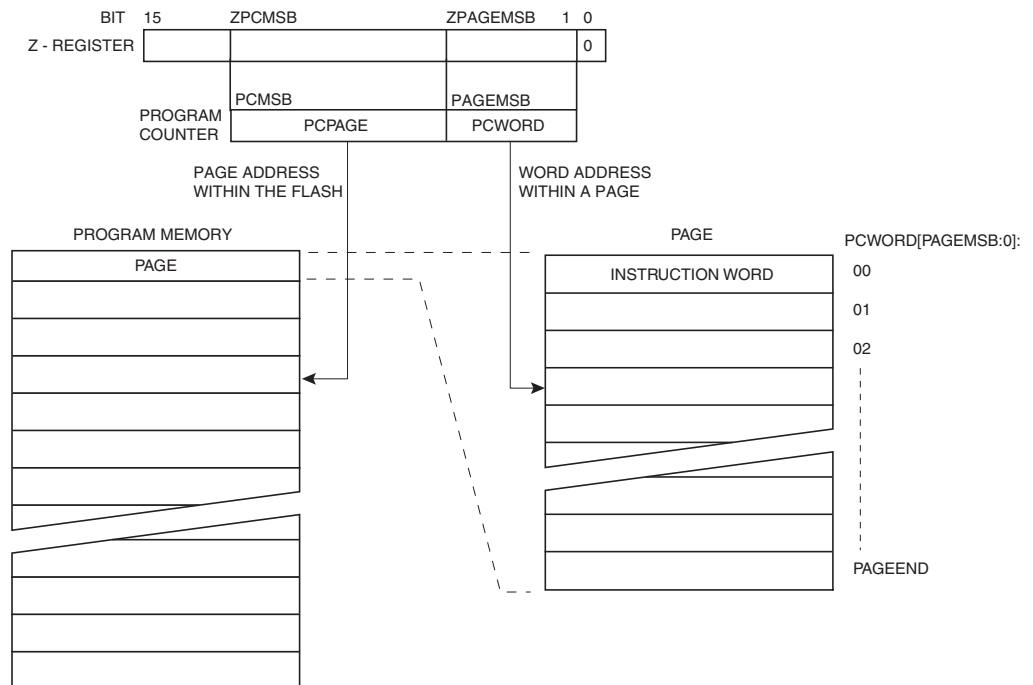 BIT 15 ZPCMSB ZPAGEMSB 1 0
Z - REGISTER 0
PCMSB PAGEMSB
PROGRAM
COUNTER
PCPAGE PCWORD
PAGE ADDRESS
WITHIN THE FLASH
WORD ADDRESS
WITHIN A PAGE
PROGRAM MEMORY
PAGE
PAGE
INSTRUCTION WORD
PCWORD[PAGEMSB:0]:
00
01
02
PAGEEND